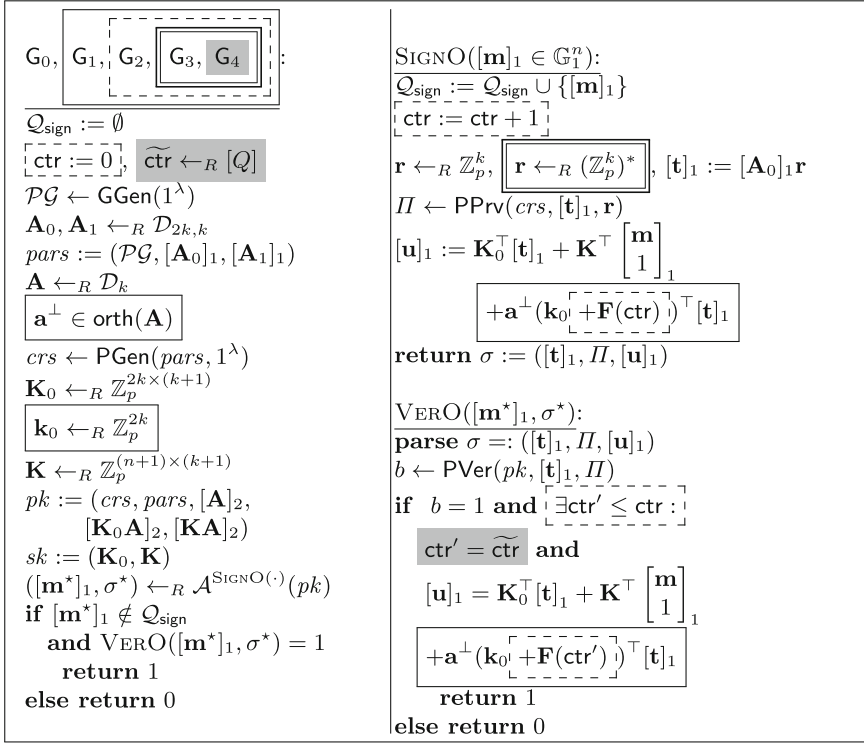 G₀, G₁, G₂, G₃, G₄ :
𝒬_sign := ∅
ctr := 0, c͠tr ←_R [Q]
𝒫𝒢 ← GGen(1^λ)
A₀, A₁ ←_R 𝒟_{2k,k}
pars := (𝒫𝒢, [A₀]₁, [A₁]₁)
A ←_R 𝒟_k
a^⊥ ∈ orth(A)
crs ← PGen(pars, 1^λ)
K₀ ←_R ℤ_p^{2k×(k+1)}
k₀ ←_R ℤ_p^{2k}
K ←_R ℤ_p^{(n+1)×(k+1)}
pk := (crs, pars, [A]₂,
[K₀A]₂, [KA]₂)
sk := (K₀, K)
([m*]₁, σ*) ←_R 𝒜^{SIGNO(·)}(pk)
if [m*]₁ ∉ 𝒬_sign
and VERO([m*]₁, σ*) = 1
return 1
else return 0
SIGNO([m]₁ ∈ 𝔾₁ⁿ):
𝒬_sign := 𝒬_sign ∪ {[m]₁}
ctr := ctr + 1
r ←_R ℤ_p^k, r ←_R (ℤ_p^k)*, [t]₁ := [A₀]₁r
Π ← PPrv(crs, [t]₁, r)
[u]₁ := K₀^⊤[t]₁ + K^⊤ [m 1]₁
+a^⊥(k₀ +F(ctr))^⊤[t]₁
return σ := ([t]₁, Π, [u]₁)
VERO([m*]₁, σ*):
parse σ =: ([t]₁, Π, [u]₁)
b ← PVer(pk, [t]₁, Π)
if b = 1 and ∃ctr′ ≤ ctr :
ctr′ = c͠tr and
[u]₁ = K₀^⊤[t]₁ + K^⊤ [m 1]₁
+a^⊥(k₀ +F(ctr′))^⊤[t]₁
return 1
else return 0